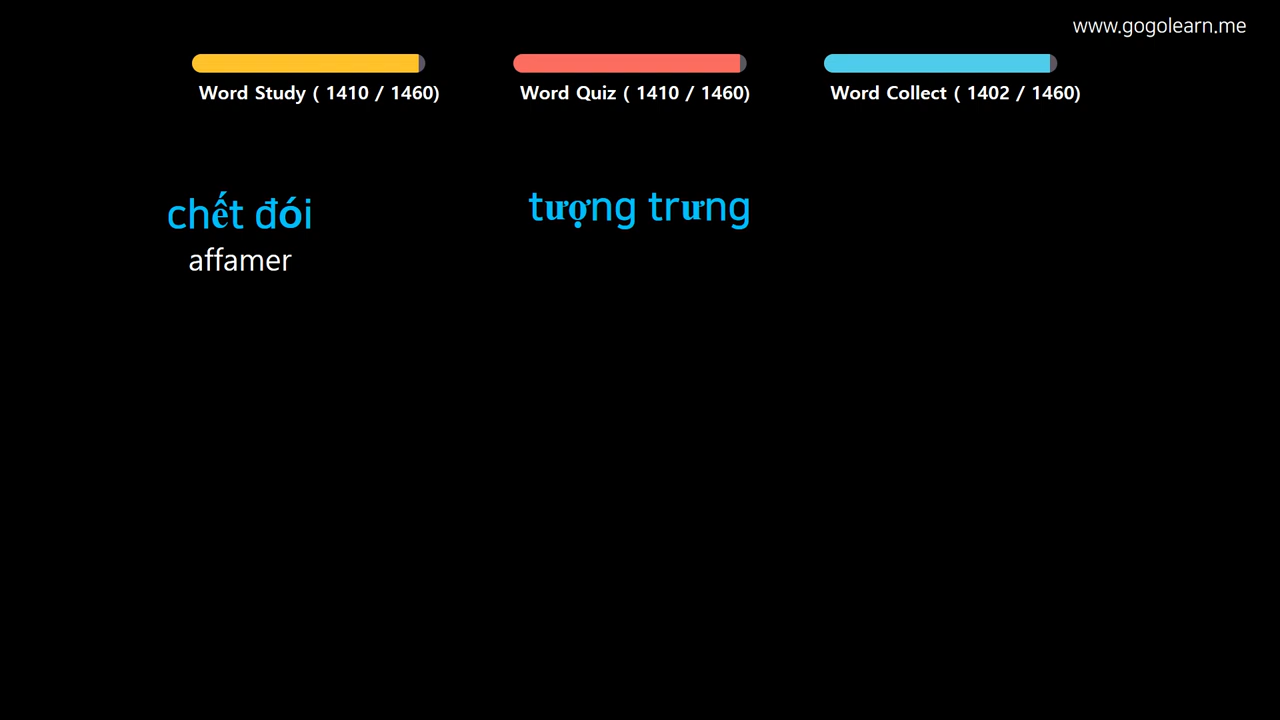 www.gogolearn.me
Word Study ( 1410 / 1460)
Word Quiz ( 1410 / 1460)
Word Collect ( 1402 / 1460)
chết đói
affamer
tượng trưng